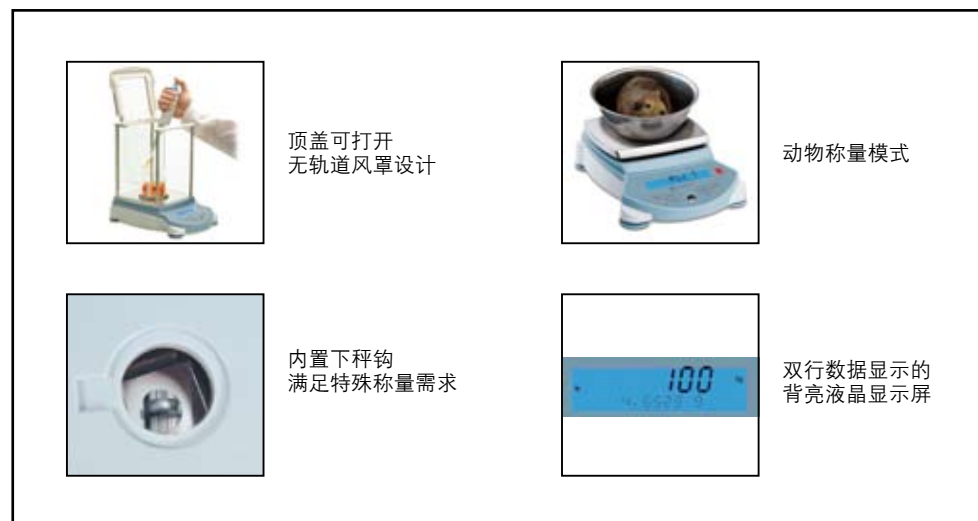 顶盖可打开
无轨道风罩设计
动物称量模式
内置下秤钩
满足特殊称量需求
100
双行数据显示的
背亮液晶显示屏